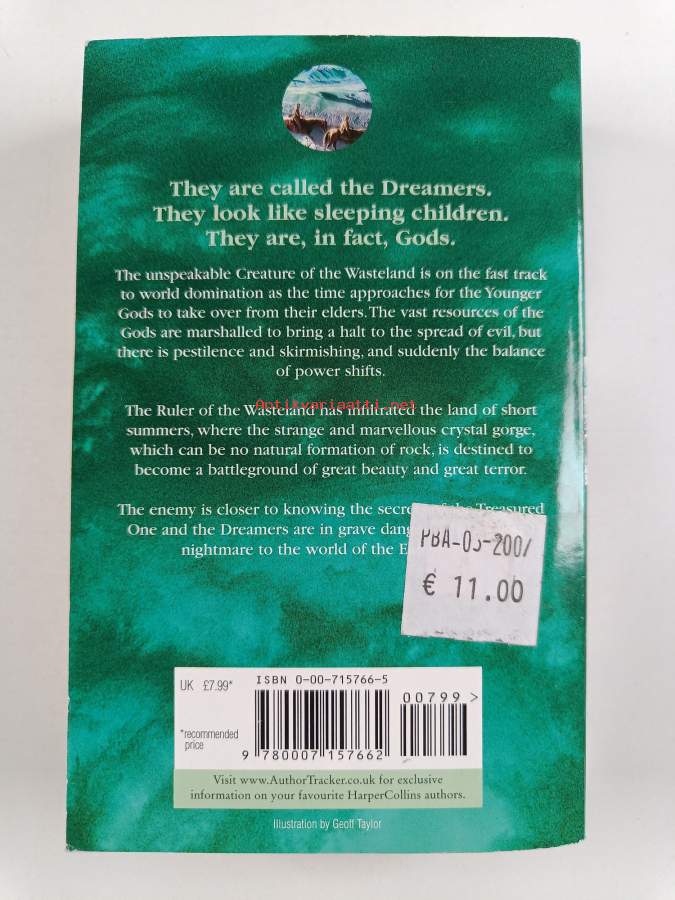 They are called the Dreamers.
They look like sleeping children.
They are, in fact, Gods.
The unspeakable Creature of the Wasteland is on the fast track
to world domination as the time approaches for the Younger
Gods to take over from their elders. The vast resources of the
Gods are marshalled to bring a halt to the spread of evil, but
there is pestilence and skirmishing, and suddenly the balance
of power shifts.
Antikvariaatti.net
The Ruler of the Wasteland has infiltrated the land of short
summers, where the strange and marvellous crystal gorge,
which can be no natural formation of rock, is destined to
become a battleground of great beauty and great terror.
The enemy is closer to knowing the Treasured
One and the Dreamers are in grave
nightmare to the world of the
€ 11.00
UK £7.99*
*recommended
price
ISBN 0-00-715766-5
00799>
9 780007 157662
Visit www.AuthorTracker.co.uk for exclusive
information on your favourite HarperCollins authors.
Illustration by Geoff Taylor